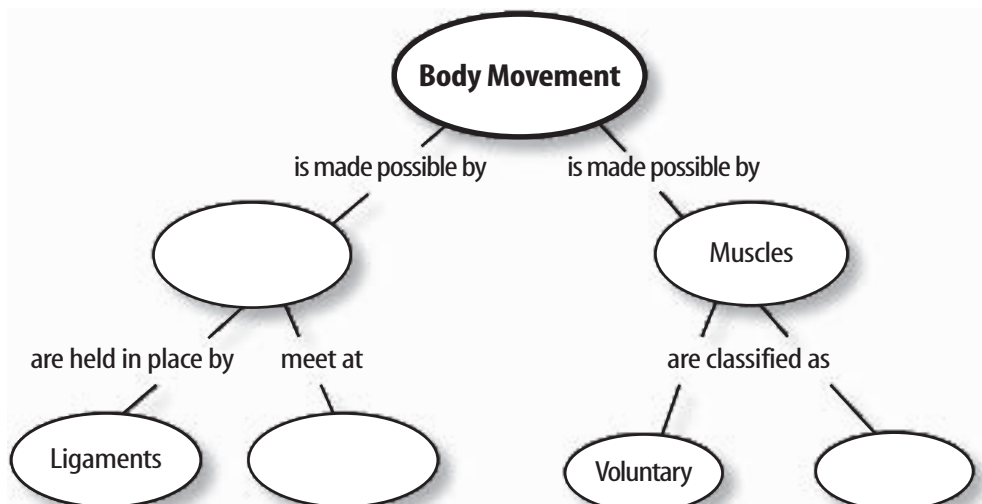 Body Movement
is made possible by
is made possible by
Muscles
are held in place by
meet at
are classified as
Ligaments
Voluntary